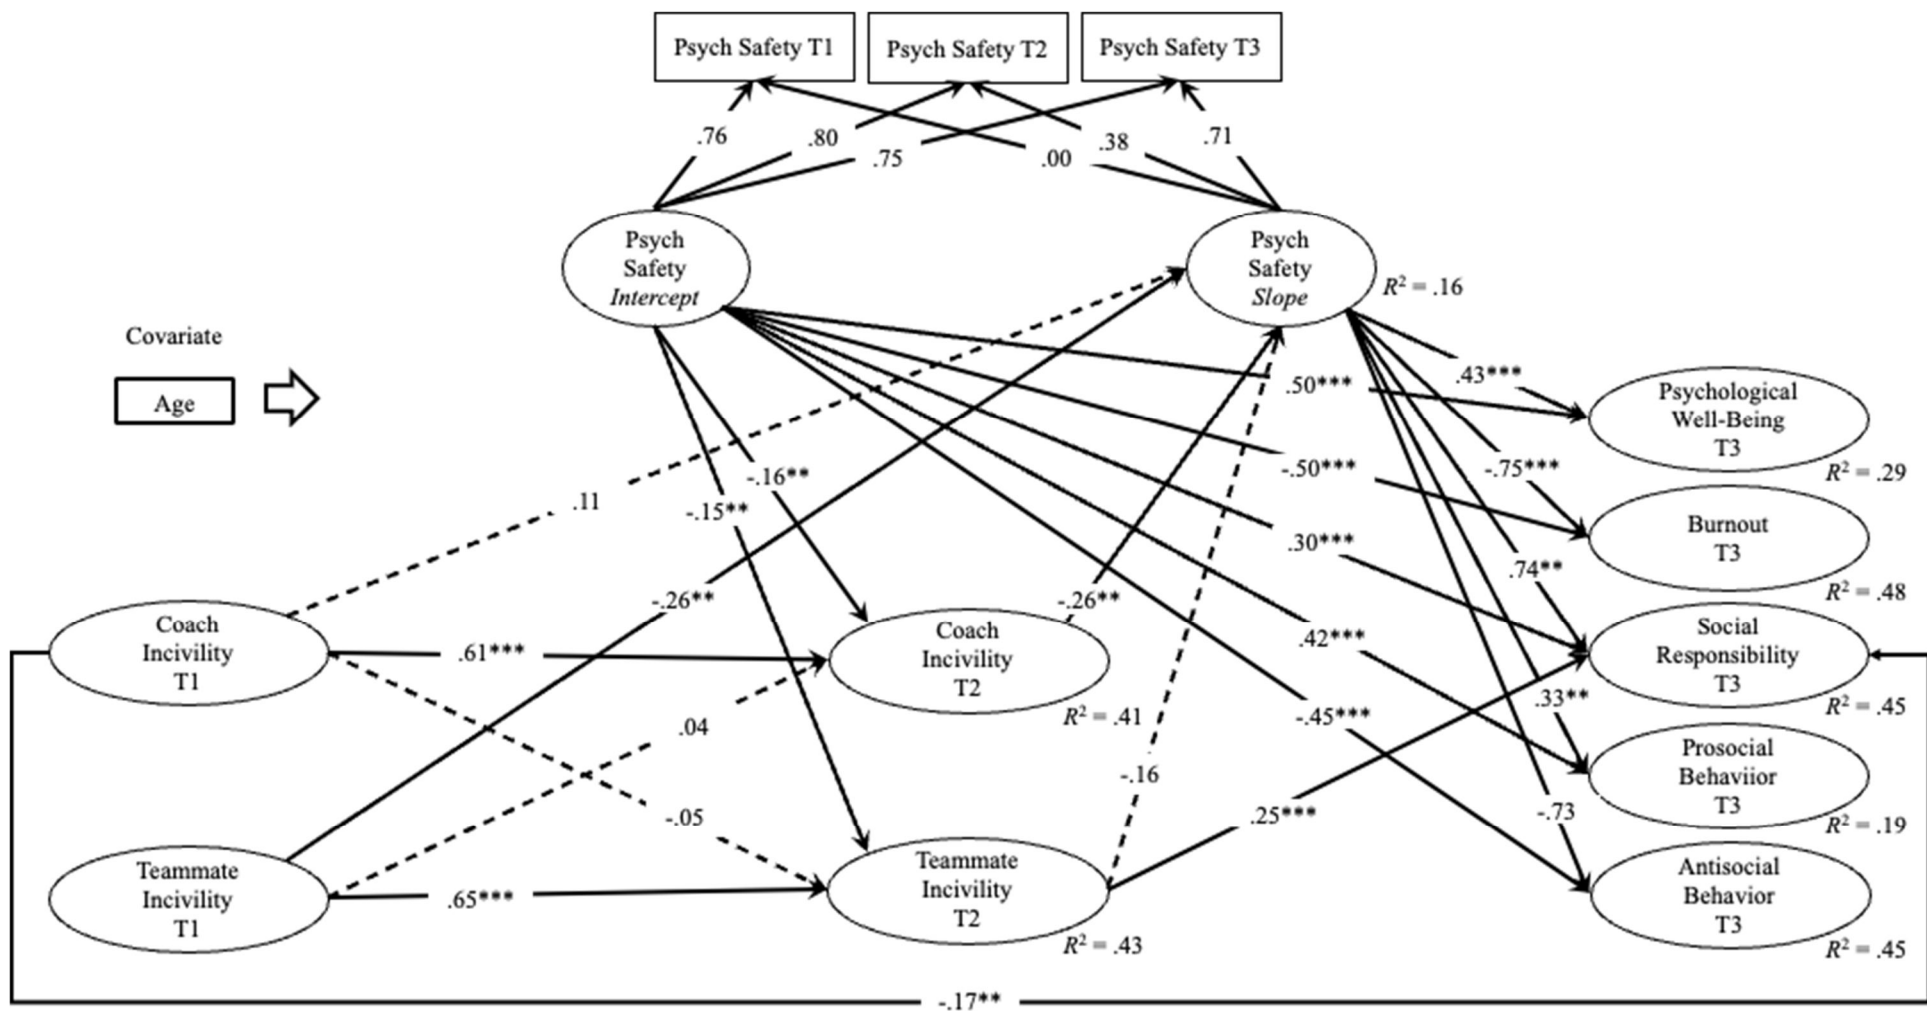 Psych Safety T1
Psych Safety T2
Psych Safety T3
.76
.80
.75
.00
.38
.71
Psych
Safety
Intercept
Psych
Safety
Slope
R² = .16
Covariate
Age
.50***
.43***
Psychological
Well-Being
T3
R² = .29
-.16**
-.15**
.11
-.50***
-.75***
Burnout
T3
R² = .48
.30***
.74**
-.26**
-.26**
Coach
Incivility
T1
.61***
Coach
Incivility
T2
R² = .41
.42***
Social
Responsibility
T3
R² = .45
.04
-.45***
.33**
Prosocial
Behaviior
T3
R² = .19
-.05
-.16
.25***
-.73
Teammate
Incivility
T1
.65***
Teammate
Incivility
T2
R² = .43
Antisocial
Behavior
T3
R² = .45
-.17**